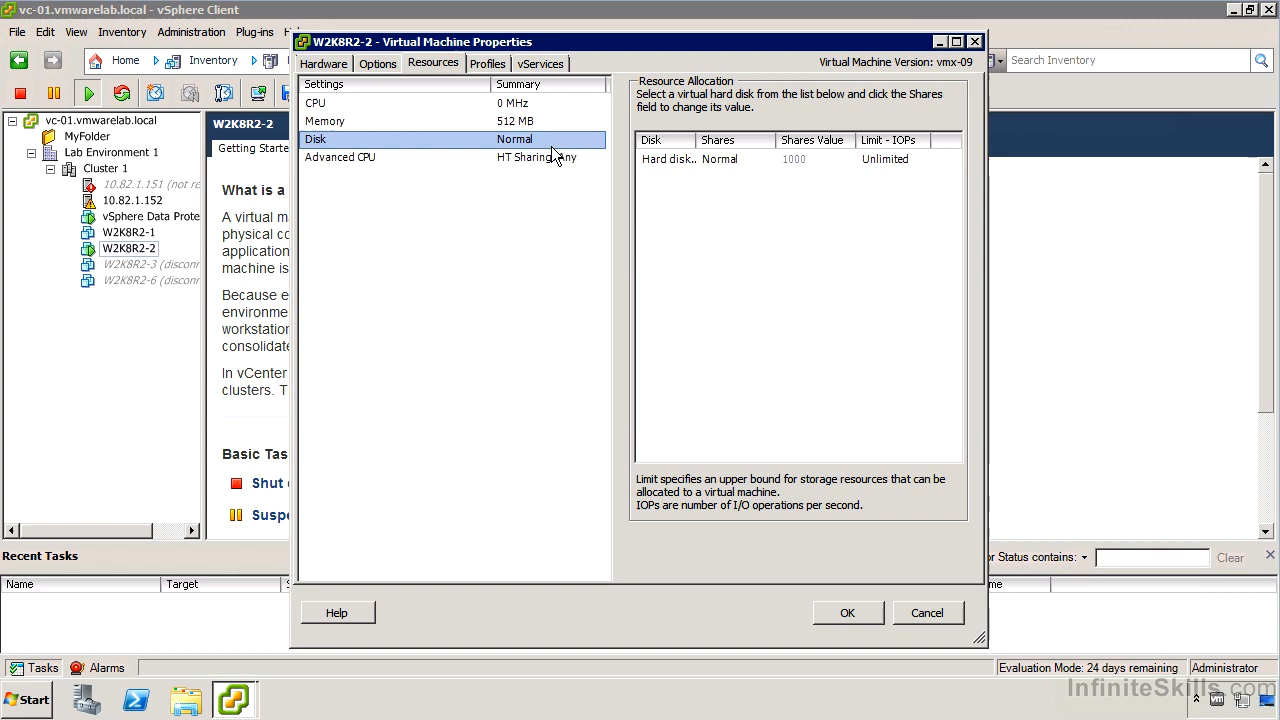 vc-01.vmwarelab.local - vSphere Client
File Edit View Inventory Administration Plug-ins
Home Inventory
Search Inventory
vc-01.vmwarelab.local
MyFolder
Lab Environment 1
Cluster 1
10.82.1.151 (not re
10.82.1.152
vSphere Data Prote
W2K8R2-1
W2K8R2-2
W2K8R2-3 (disconn
W2K8R2-6 (disconn
W2K8R2-2
Getting Starte
What is a
A virtual m
physical co
application
machine is
Because e
environme
workstation
consolidate
In vCenter
clusters. T
Basic Tas
Shut
Suspe
W2K8R2-2 - Virtual Machine Properties
Hardware Options Resources Profiles vServices
Virtual Machine Version: vmx-09
Settings Summary
CPU 0 MHz
Memory 512 MB
Disk Normal
Advanced CPU HT Sharing: Any
Resource Allocation
Select a virtual hard disk from the list below and click the Shares
field to change its value.
Disk Shares Shares Value Limit - IOPs
Hard disk... Normal 1000 Unlimited
Limit specifies an upper bound for storage resources that can be
allocated to a virtual machine.
IOPs are number of I/O operations per second.
Help OK Cancel
Recent Tasks
or Status contains: Clear
Name Target S
me
Tasks Alarms
Evaluation Mode: 24 days remaining Administrator
InfiniteSkills.com
Start